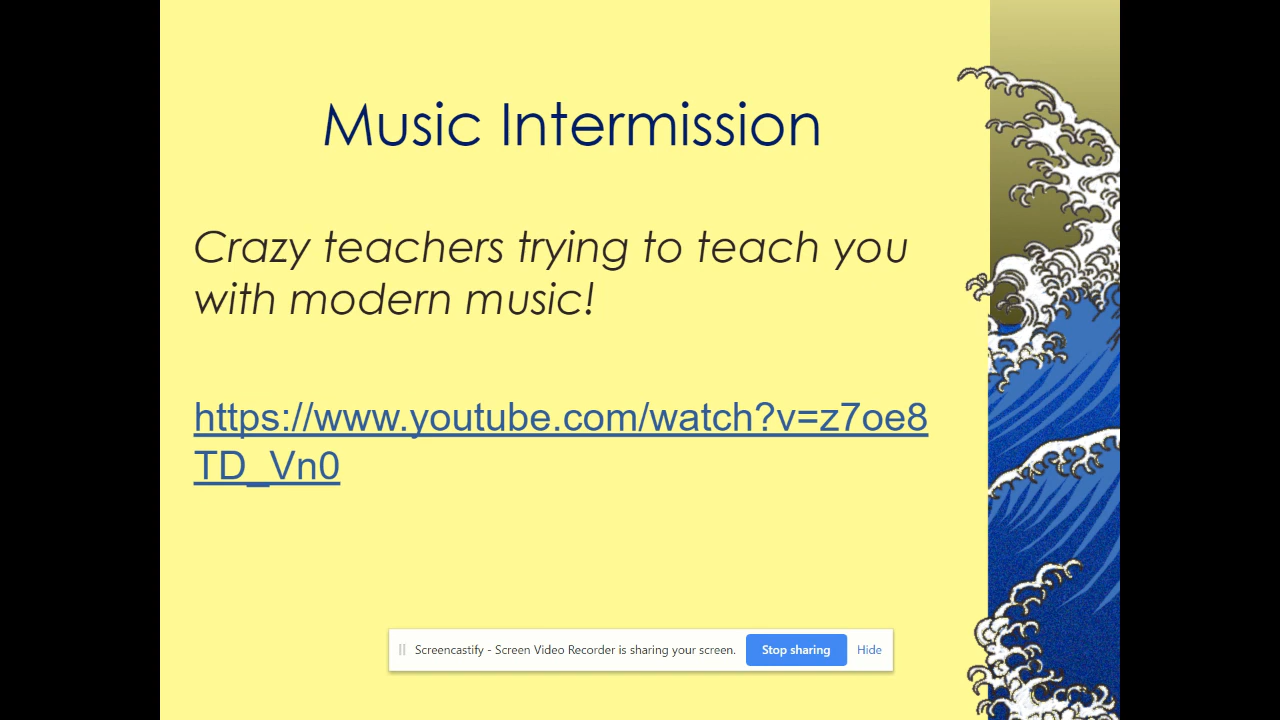 Music Intermission
Crazy teachers trying to teach you
with modern music!
https://www.youtube.com/watch?v=z7oe8
TD_Vn0
Screencastify - Screen Video Recorder is sharing your screen. Stop sharing Hide